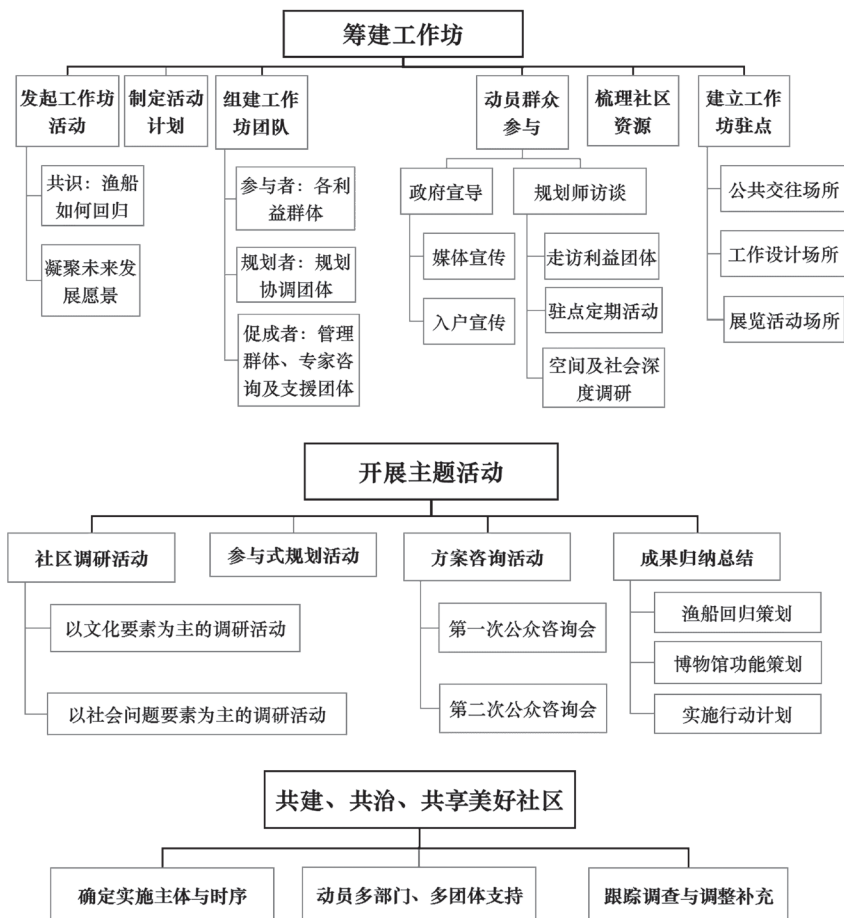 筹建工作坊
发起工作坊
活动
制定活动
计划
组建工作
坊团队
动员群众
参与
梳理社区
资源
建立工作
坊驻点
共识：渔船
如何回归
凝聚未来发
展愿景
参与者：各利
益群体
规划者：规划
协调团体
促成者：管理
群体、专家咨
询及支援团体
政府宣导
媒体宣传
入户宣传
规划师访谈
走访利益团体
驻点定期活动
空间及社会深
度调研
公共交往场所
工作设计场所
展览活动场所
开展主题活动
社区调研活动
参与式规划活动
方案咨询活动
成果归纳总结
以文化要素为主的调研活动
以社会问题要素为主的调研活动
第一次公众咨询会
第二次公众咨询会
渔船回归策划
博物馆功能策划
实施行动计划
共建、共治、共享美好社区
确定实施主体与时序
动员多部门、多团体支持
跟踪调查与调整补充